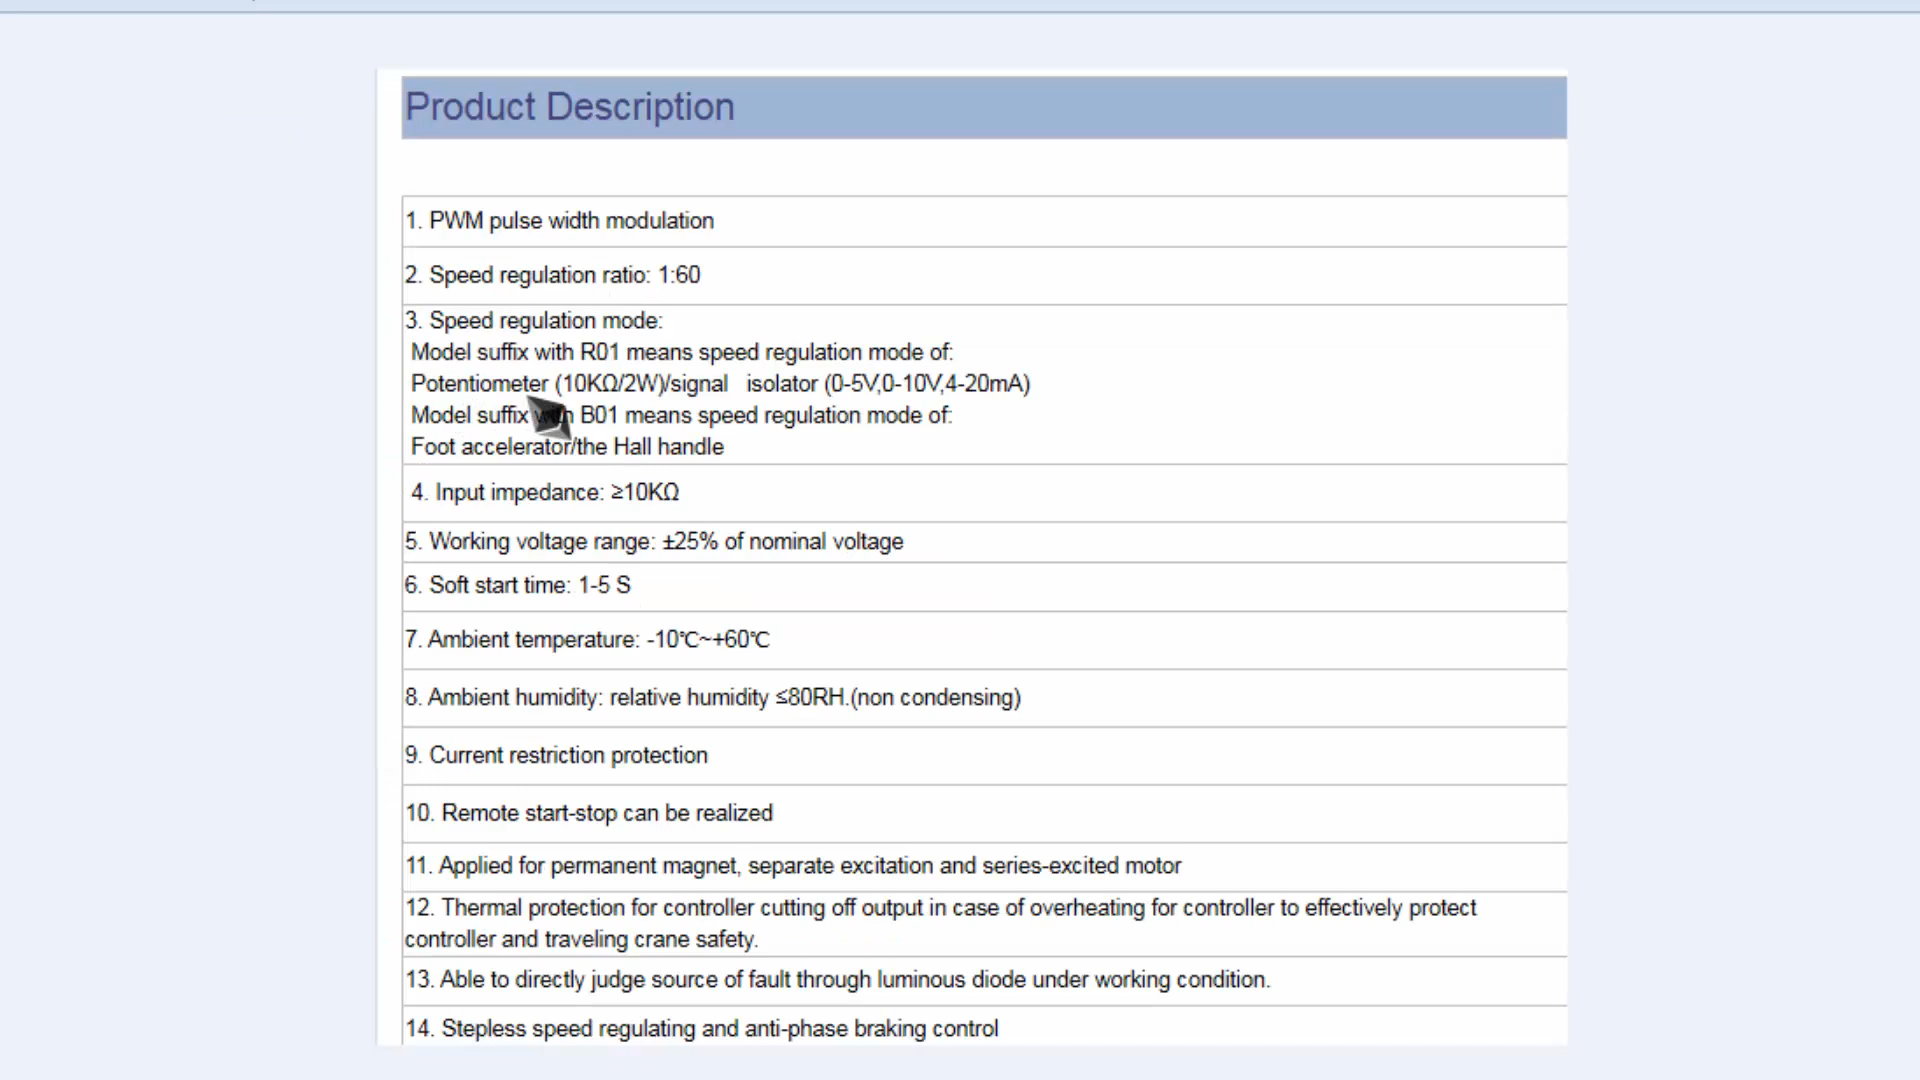 Product Description
1. PWM pulse width modulation
2. Speed regulation ratio: 1:60
3. Speed regulation mode:
Model suffix with R01 means speed regulation mode of:
Potentiometer (10KΩ/2W)/signal isolator (0-5V,0-10V,4-20mA)
Model suffix with B01 means speed regulation mode of:
Foot accelerator/the Hall handle
4. Input impedance: ≥10KΩ
5. Working voltage range: ±25% of nominal voltage
6. Soft start time: 1-5 S
7. Ambient temperature: -10℃~+60℃
8. Ambient humidity: relative humidity ≤80RH.(non condensing)
9. Current restriction protection
10. Remote start-stop can be realized
11. Applied for permanent magnet, separate excitation and series-excited motor
12. Thermal protection for controller cutting off output in case of overheating for controller to effectively protect
controller and traveling crane safety.
13. Able to directly judge source of fault through luminous diode under working condition.
14. Stepless speed regulating and anti-phase braking control